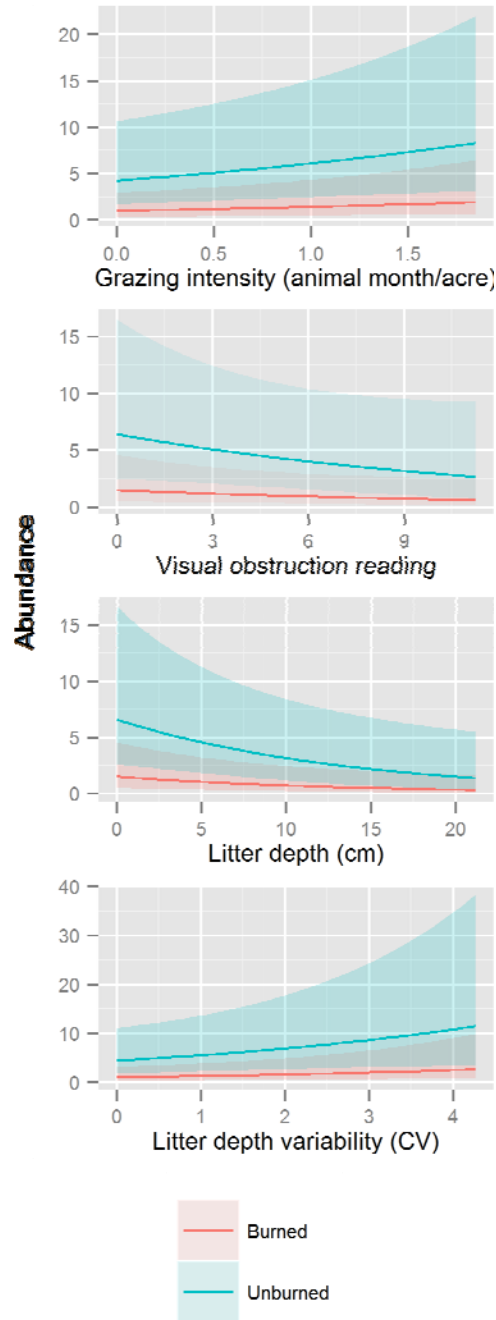 20
15
10
5
0
0.0 0.5 1.0 1.5
Grazing intensity (animal month/acre)
15
10
5
0
0 3 6 9
Visual obstruction reading
Abundance
15
10
5
0
0 5 10 15 20
Litter depth (cm)
40
30
20
10
0
0 1 2 3 4
Litter depth variability (CV)
Burned
Unburned